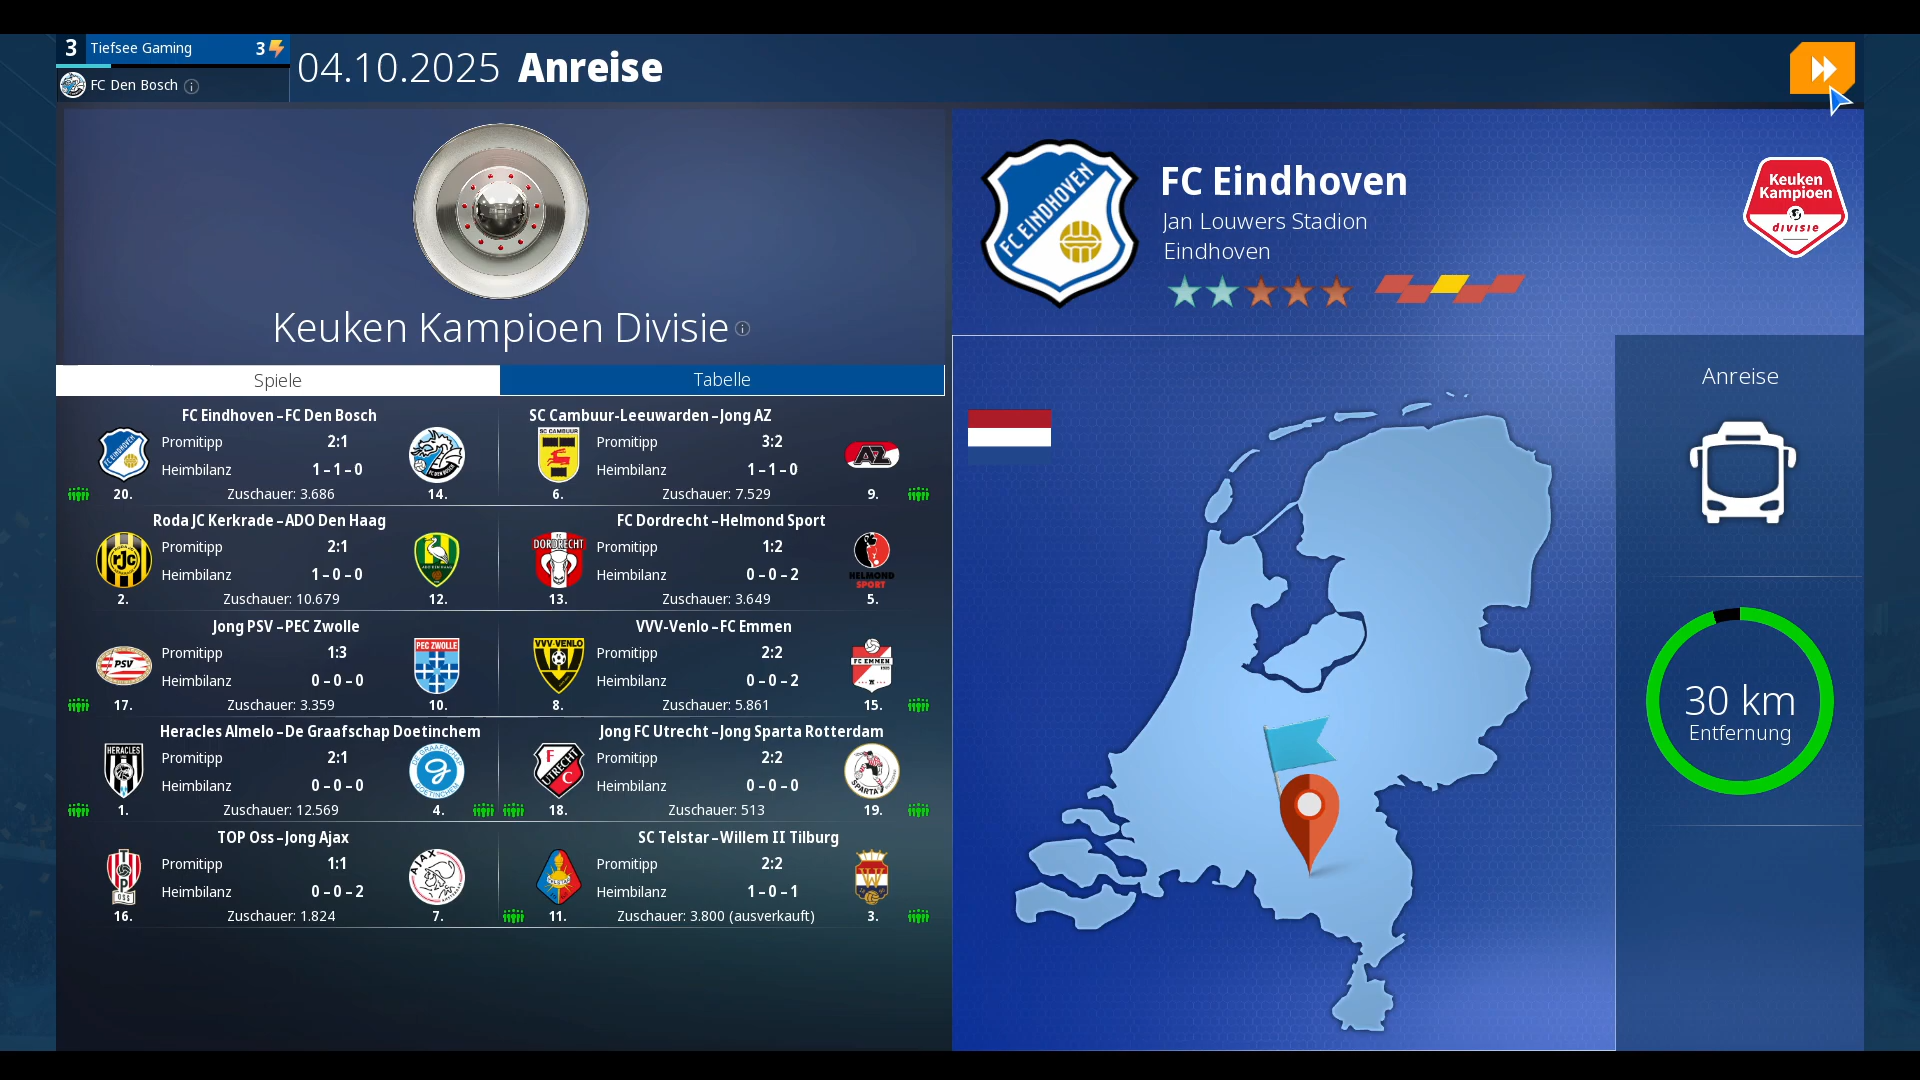 3 Tiefsee Gaming 3
FC Den Bosch
04.10.2025 Anreise
Keuken Kampioen Divisie
Spiele Tabelle
FC Eindhoven – FC Den Bosch
Promitipp 2:1
Heimbilanz 1 – 1 – 0
20. Zuschauer: 3.686 14.
SC Cambuur-Leeuwarden – Jong AZ
Promitipp 3:2
Heimbilanz 1 – 1 – 0
6. Zuschauer: 7.529 9.
Roda JC Kerkrade – ADO Den Haag
Promitipp 2:1
Heimbilanz 1 – 0 – 0
2. Zuschauer: 10.679 12.
FC Dordrecht – Helmond Sport
Promitipp 1:2
Heimbilanz 0 – 0 – 2
13. Zuschauer: 3.649 5.
Jong PSV – PEC Zwolle
Promitipp 1:3
Heimbilanz 0 – 0 – 0
17. Zuschauer: 3.359 10.
VVV-Venlo – FC Emmen
Promitipp 2:2
Heimbilanz 0 – 0 – 2
8. Zuschauer: 5.861 15.
Heracles Almelo – De Graafschap Doetinchem
Promitipp 2:1
Heimbilanz 0 – 0 – 0
1. Zuschauer: 12.569 4.
Jong FC Utrecht – Jong Sparta Rotterdam
Promitipp 2:2
Heimbilanz 0 – 0 – 0
18. Zuschauer: 513 19.
TOP Oss – Jong Ajax
Promitipp 1:1
Heimbilanz 0 – 0 – 2
16. Zuschauer: 1.824 7.
SC Telstar – Willem II Tilburg
Promitipp 2:2
Heimbilanz 1 – 0 – 1
11. Zuschauer: 3.800 (ausverkauft) 3.
FC EINDHOVEN
FC Eindhoven
Jan Louwers Stadion
Eindhoven
Keuken
Kampioen
divisie
Anreise
30 km
Entfernung